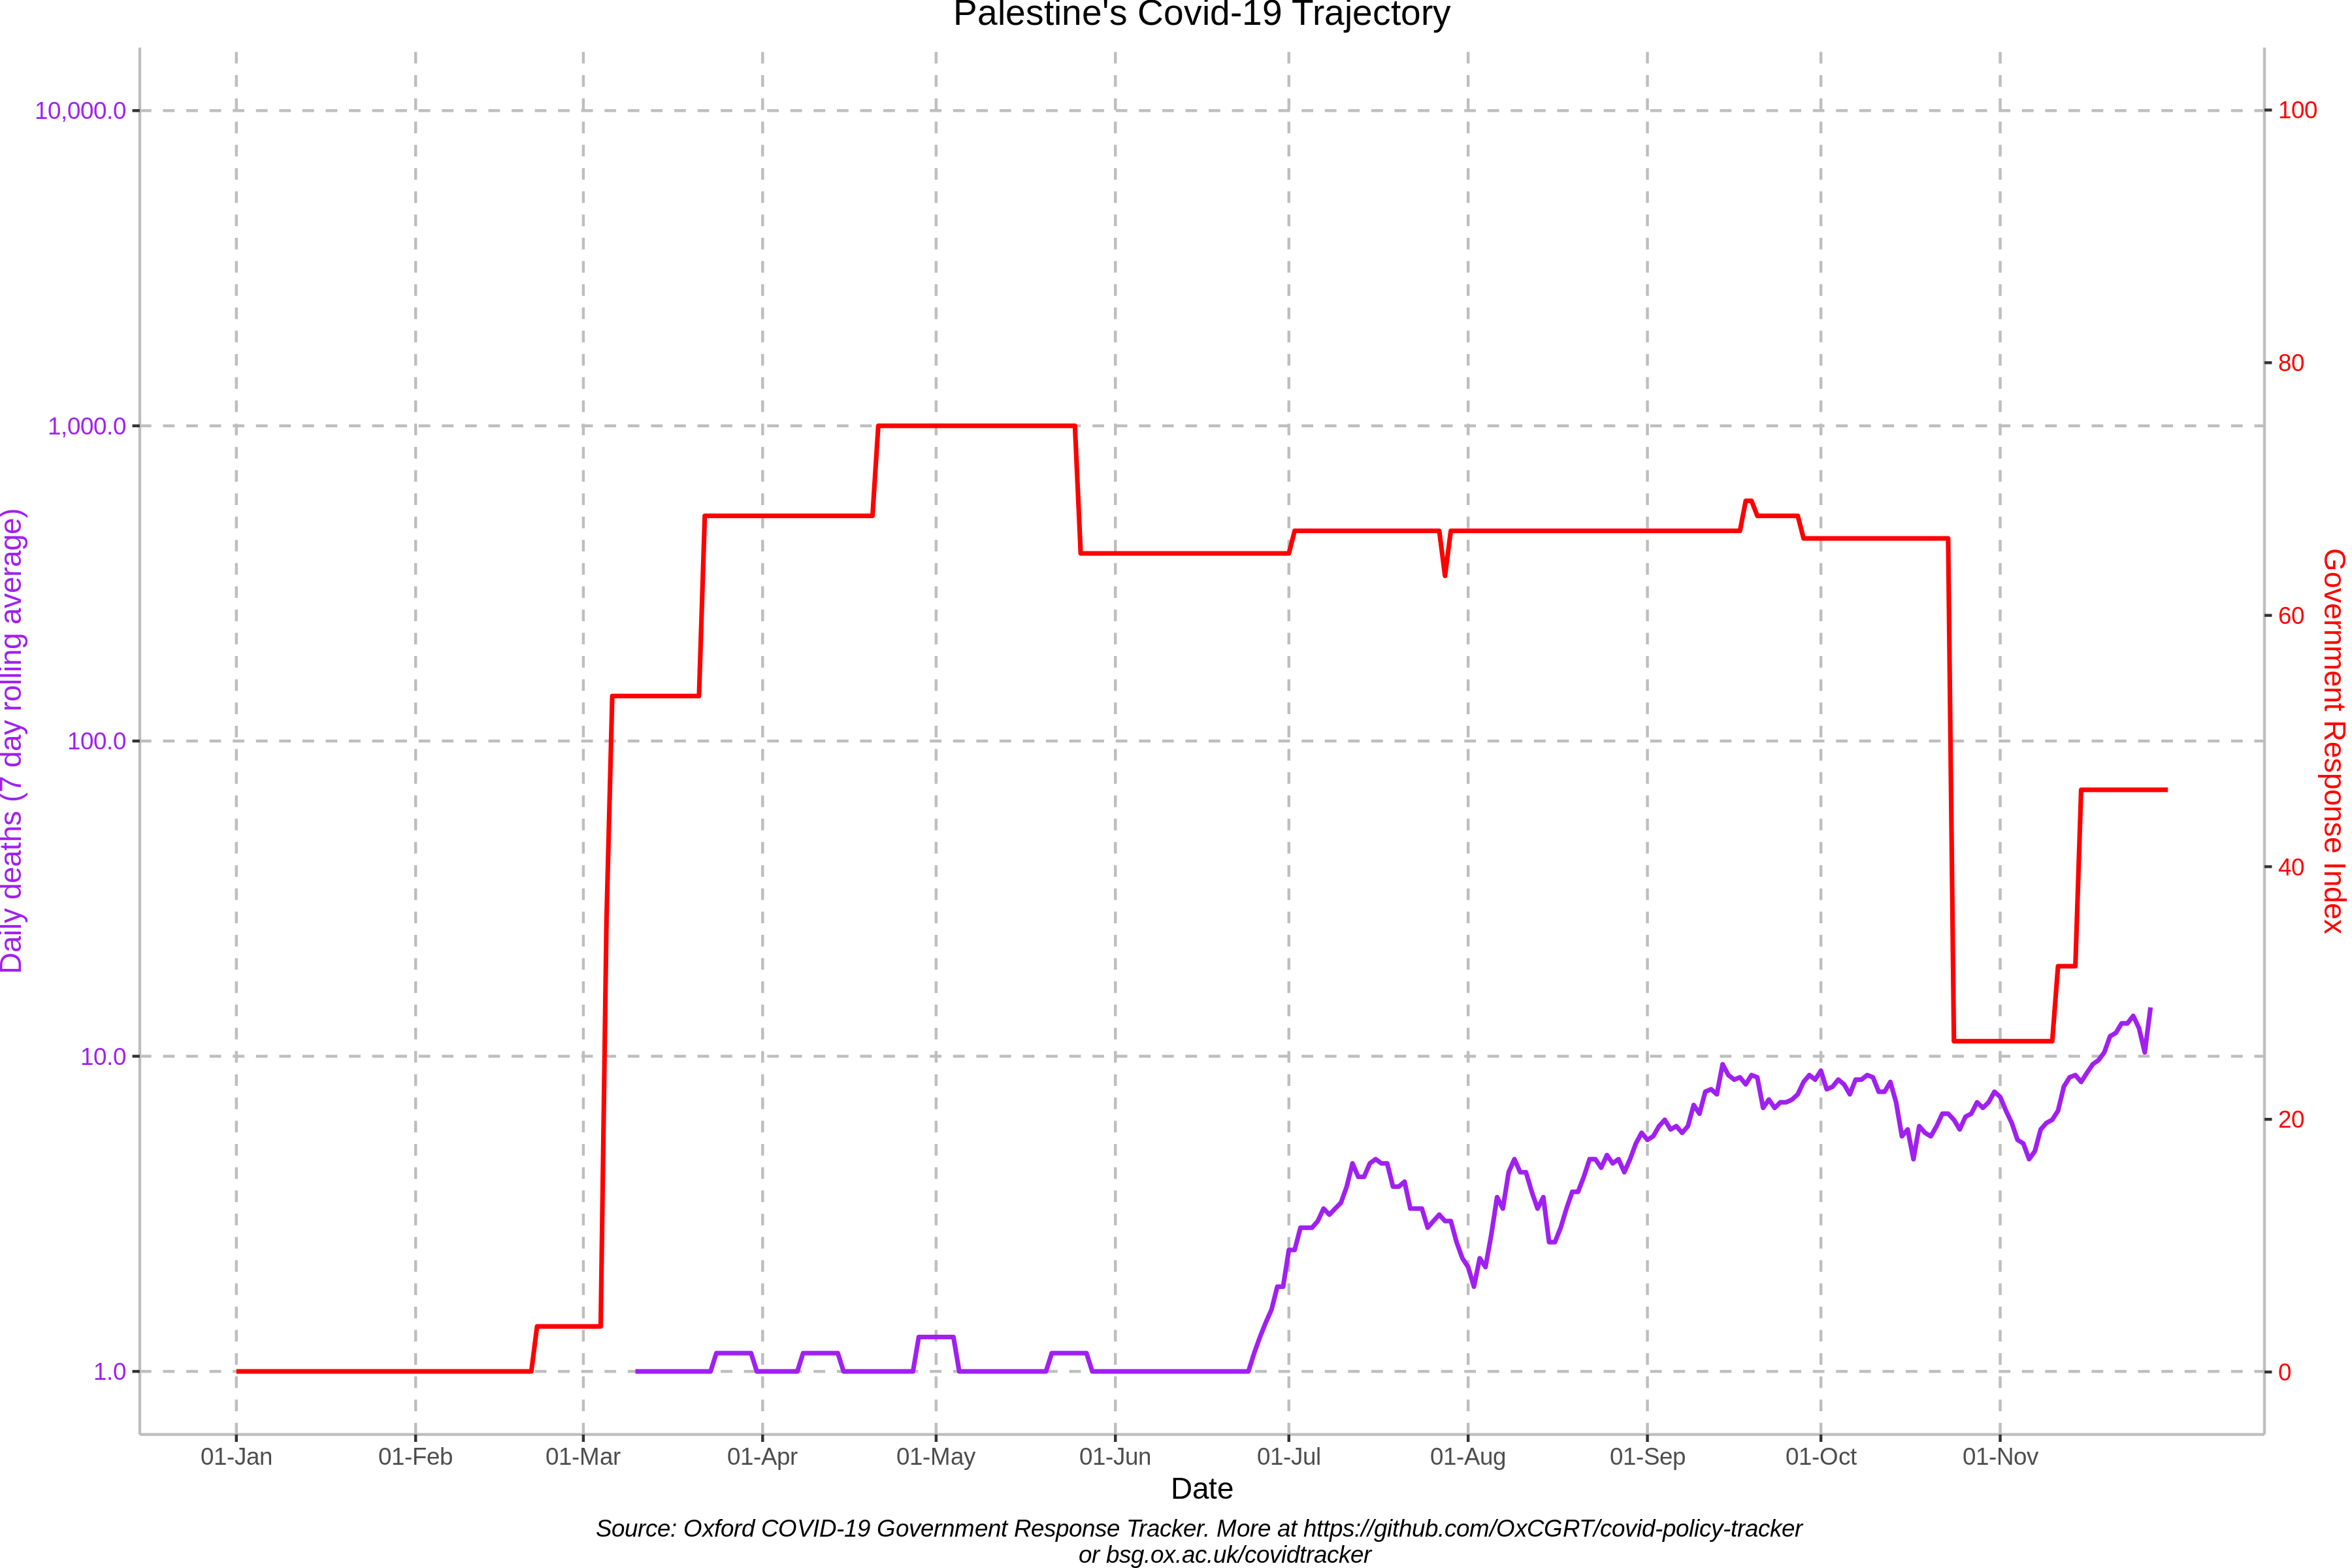 Palestine's Covid-19 Trajectory
10,000.0
1,000.0
100.0
10.0
1.0
Daily deaths (7 day rolling average)
100
80
60
40
20
0
Government Response Index
01-Jan 01-Feb 01-Mar 01-Apr 01-May 01-Jun 01-Jul 01-Aug 01-Sep 01-Oct 01-Nov
Date
Source: Oxford COVID-19 Government Response Tracker. More at https://github.com/OxCGRT/covid-policy-tracker
or bsg.ox.ac.uk/covidtracker